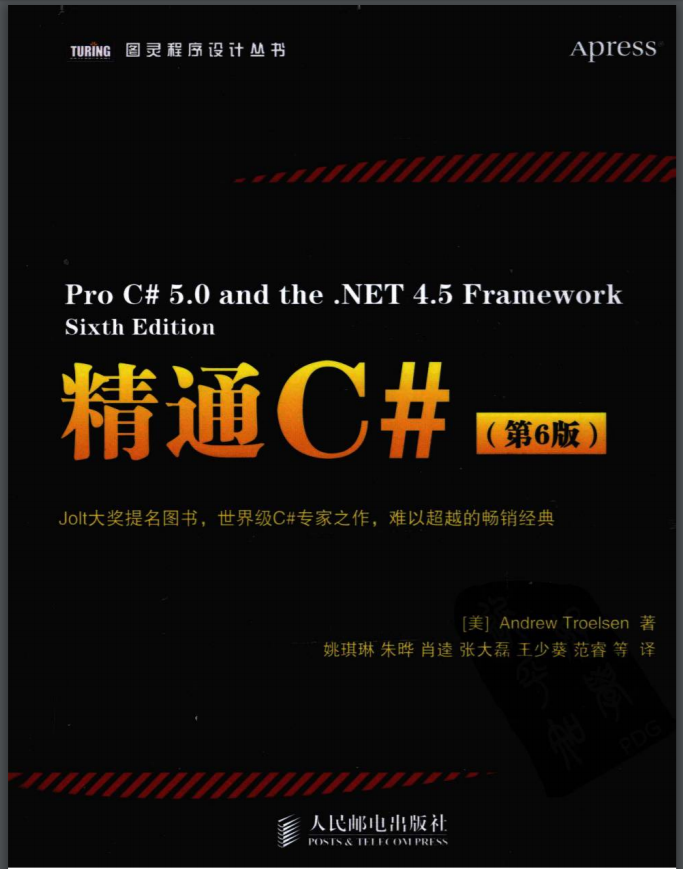 TURING 图灵程序设计丛书
Apress®
Pro C# 5.0 and the .NET 4.5 Framework
Sixth Edition
精通C#
（第6版）
Jolt大奖提名图书，世界级C#专家之作，难以超越的畅销经典
[美] Andrew Troelsen 著
姚琪琳 朱晔 肖逵 张大磊 王少葵 范睿 等 译
PDG
人民邮电出版社
POSTS & TELECOM PRESS